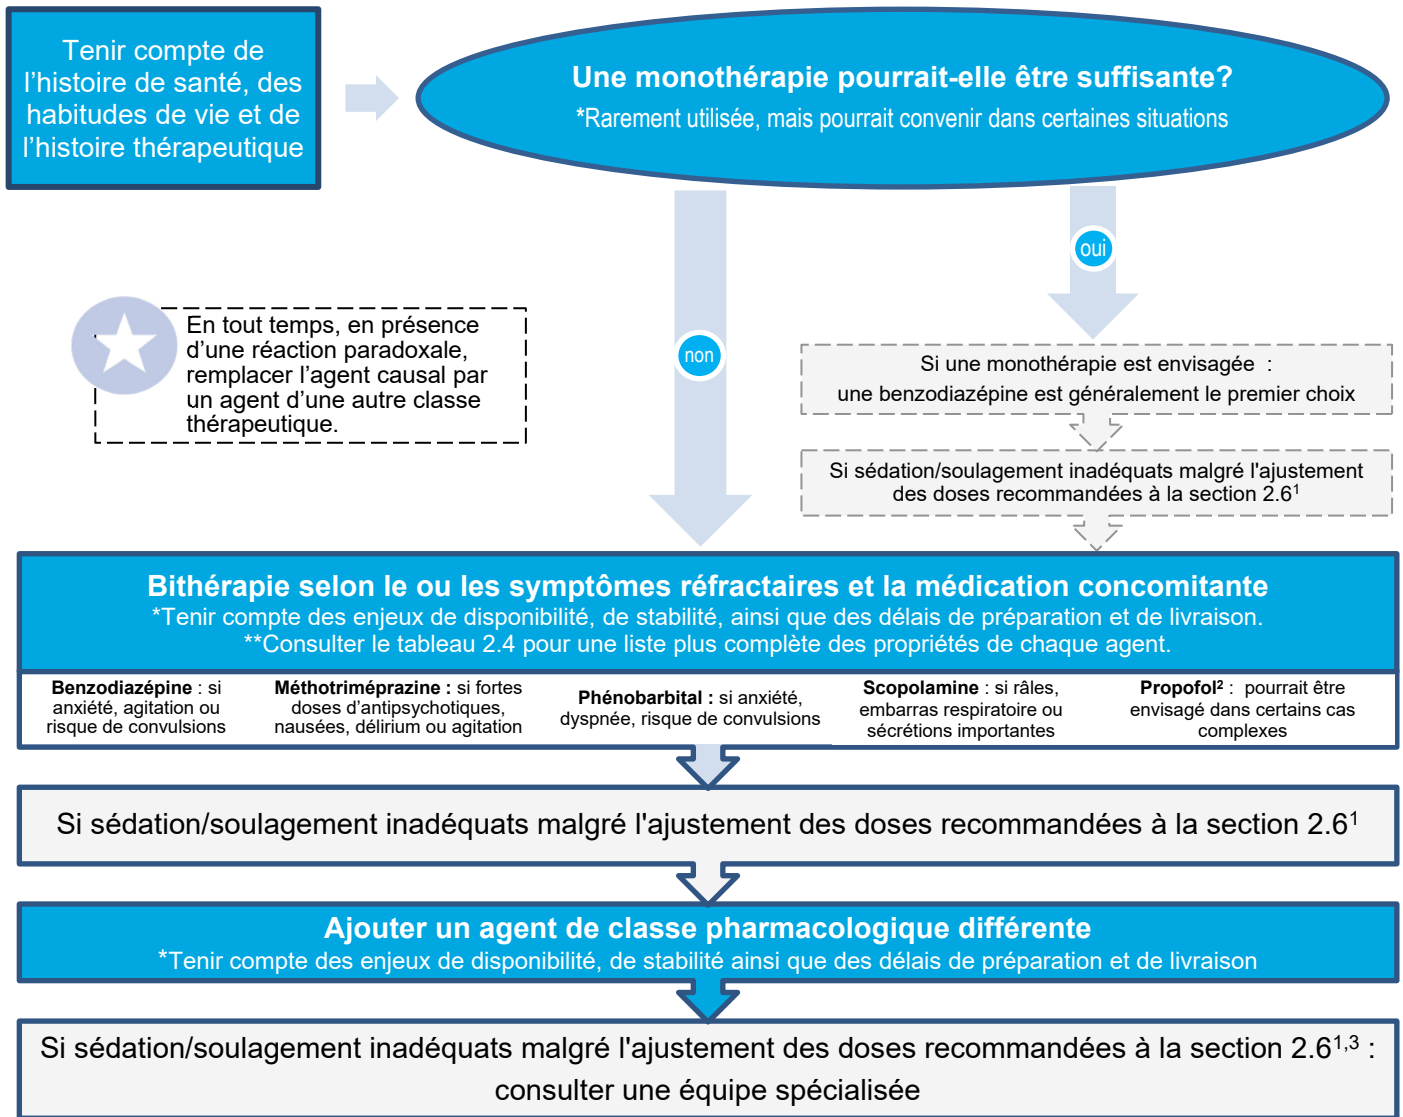 Tenir compte de
l'histoire de santé, des
habitudes de vie et de
l'histoire thérapeutique
Une monothérapie pourrait-elle être suffisante?
*Rarement utilisée, mais pourrait convenir dans certaines situations
oui
non
En tout temps, en présence
d'une réaction paradoxale,
remplacer l'agent causal par
un agent d'une autre classe
thérapeutique.
Si une monothérapie est envisagée :
une benzodiazépine est généralement le premier choix
Si sédation/soulagement inadéquats malgré l'ajustement
des doses recommandées à la section 2.6¹
Bithérapie selon le ou les symptômes réfractaires et la médication concomitante
*Tenir compte des enjeux de disponibilité, de stabilité, ainsi que des délais de préparation et de livraison.
**Consulter le tableau 2.4 pour une liste plus complète des propriétés de chaque agent.
Benzodiazépine : si
anxiété, agitation ou
risque de convulsions
Méthotriméprazine : si fortes
doses d'antipsychotiques,
nausées, délirium ou agitation
Phénobarbital : si anxiété,
dyspnée, risque de convulsions
Scopolamine : si râles,
embarras respiratoire ou
sécrétions importantes
Propofol² : pourrait être
envisagé dans certains cas
complexes
Si sédation/soulagement inadéquats malgré l'ajustement des doses recommandées à la section 2.6¹
Ajouter un agent de classe pharmacologique différente
*Tenir compte des enjeux de disponibilité, de stabilité ainsi que des délais de préparation et de livraison
Si sédation/soulagement inadéquats malgré l'ajustement des doses recommandées à la section 2.6¹,³ :
consulter une équipe spécialisée